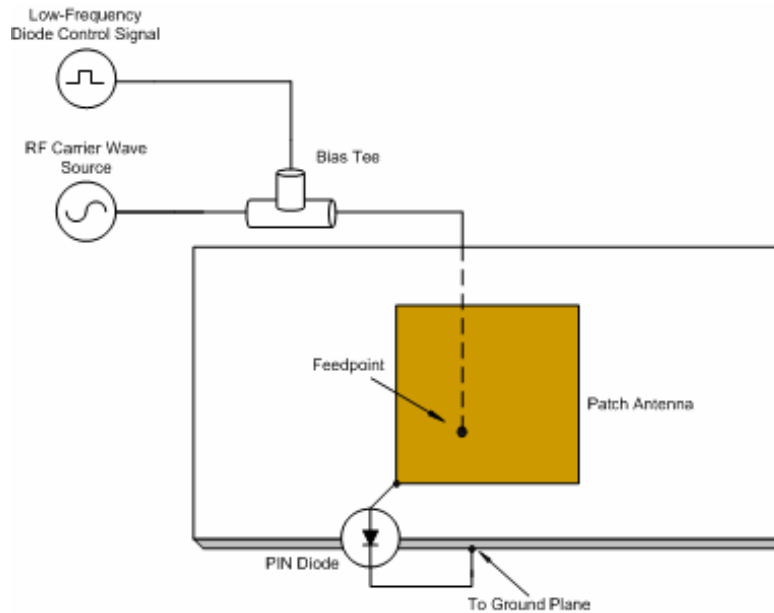 Low-Frequency
Diode Control Signal
RF Carrier Wave
Source
Bias Tee
Feedpoint
Patch Antenna
PIN Diode
To Ground Plane